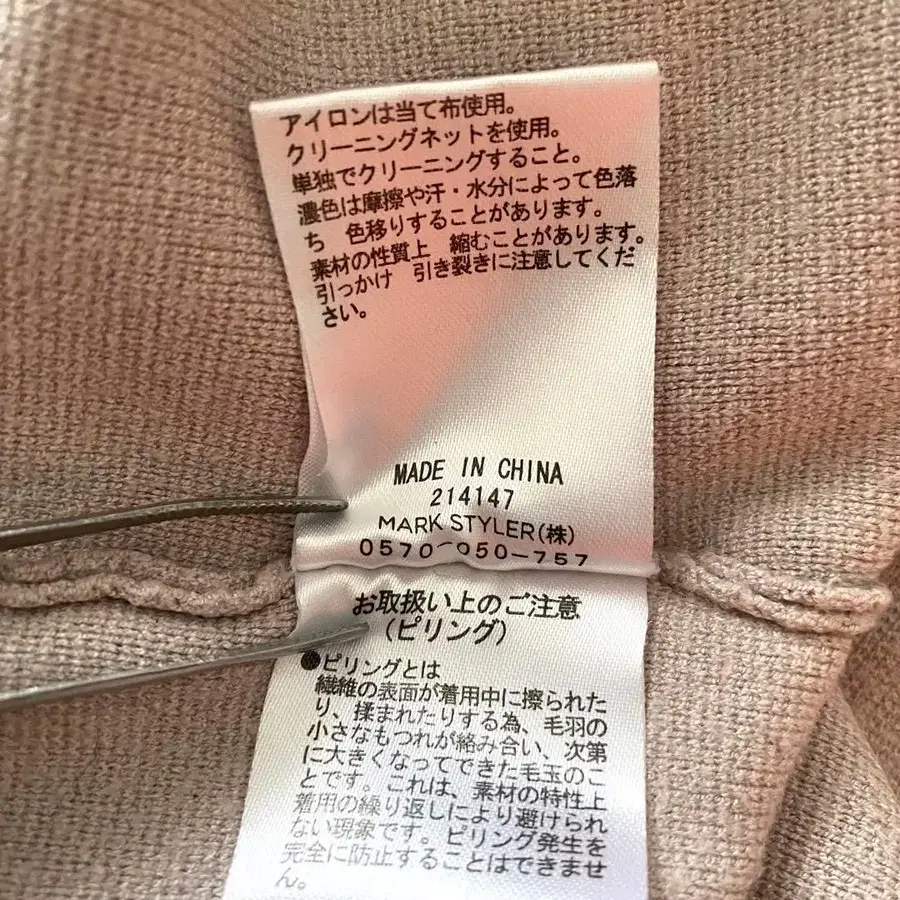 アイロンは当て布使用。
クリーニングネットを使用。
単独でクリーニングすること。
濃色は摩擦や汗・水分によって色落
ち 色移りすることがあります。
素材の性質上 縮むことがあります。
引っかけ 引き裂きに注意してくだ
さい。
MADE IN CHINA
214147
MARK STYLER(株)
0570-050-757
お取扱い上のご注意
(ピリング)
●ピリングとは
繊維の表面が着用中に擦られた
り、揉まれたりする為、毛羽の
小さなもつれが絡み合い、次第
に大きくなってできた毛玉のこ
とです。これは、素材の特性上
着用の繰り返しにより避けられ
ない現象です。ピリング発生を
完全に防止することはできませ
ん。